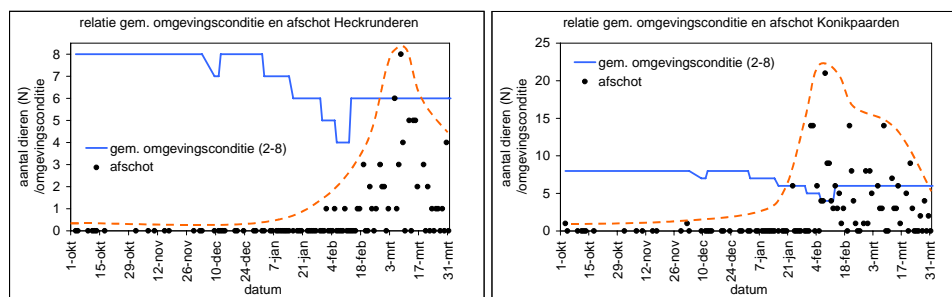 relatie gem. omgevingsconditie en afschot Heckrunderen
aantal dieren (N)
/omgevingsconditie
8
7
6
5
4
3
2
1
0
gem. omgevingsconditie (2-8)
afschot
1-okt
15-okt
29-okt
12-nov
26-nov
10-dec
24-dec
7-jan
21-jan
4-feb
18-feb
3-mrt
17-mrt
31-mrt
datum
relatie gem. omgevingsconditie en afschot Konikpaarden
aantal dieren (N)
/omgevingsconditie
25
20
15
10
5
0
gem. omgevingsconditie (2-8)
afschot
1-okt
15-okt
29-okt
12-nov
26-nov
10-dec
24-dec
7-jan
21-jan
4-feb
18-feb
3-mrt
17-mrt
31-mrt
datum